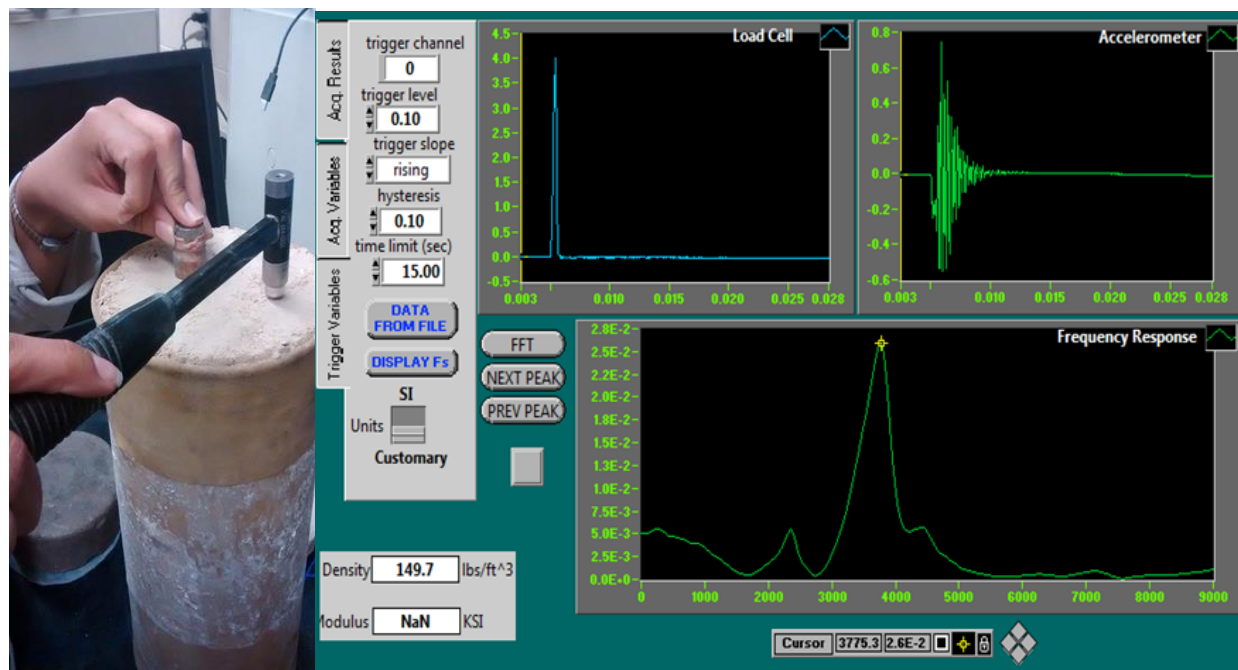 Acq. Results
Acq. Variables
Trigger Variables
trigger channel
0
trigger level
0.10
trigger slope
rising
hysteresis
0.10
time limit (sec)
15.00
DATA
FROM FILE
DISPLAY Fs
SI
Units
Customary
Density 149.7 lbs/ft^3
Modulus NaN KSI
Load Cell
4.5
4.0
3.5
3.0
2.5
2.0
1.5
1.0
0.5
0.0
-0.5
0.003 0.010 0.015 0.020 0.028
Accelerometer
0.8
0.6
0.4
0.2
0.0
-0.2
-0.4
-0.6
0.003 0.010 0.015 0.020 0.025 0.028
FFT
NEXT PEAK
PREV PEAK
Frequency Response
2.8E-2
2.5E-2
2.2E-2
2.0E-2
1.8E-2
1.5E-2
1.3E-2
1.0E-2
7.5E-3
5.0E-3
2.5E-3
0.0E+0
0 1000 2000 3000 4000 5000 6000 7000 8000 9000
Cursor 3775.3 2.6E-2